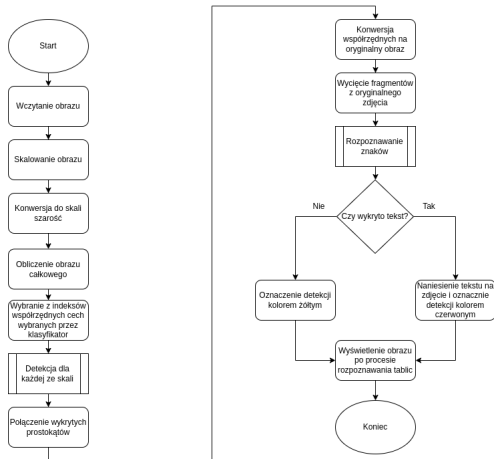 Start
Wczytanie obrazu
Skalowanie obrazu
Konwersja do skali
szarość
Obliczenie obrazu
całkowego
Wybranie z indeksów
współrzędnych cech
wybranych przez
klasyfikator
Detekcja dla
każdej ze skali
Połączenie wykrytych
prostokątów
Konwersja
współrzędnych na
oryginalny obraz
Wycięcie fragmentów
z oryginalnego
zdjęcia
Rozpoznawanie
znaków
Czy wykryto tekst?
Nie
Tak
Oznaczenie detekcji
kolorem żółtym
Naniesienie tekstu na
zdjęcie i oznacznie
detekcji kolorem
czerwonym
Wyświetlenie obrazu
po procesie
rozpoznawania tablic
Koniec